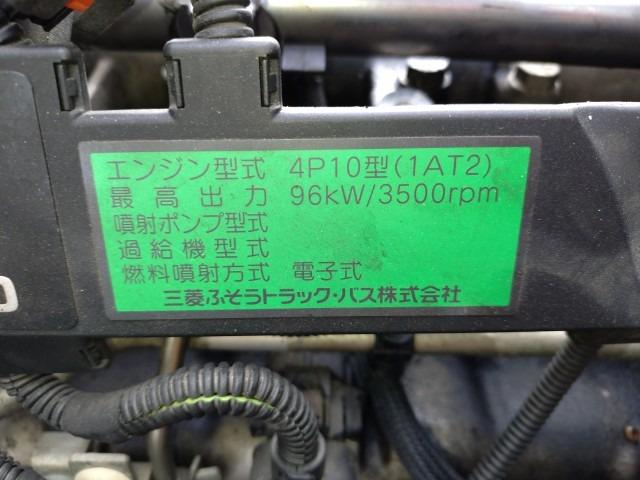 エンジン型式 4P10型(1AT2)
最高出力 96kW/3500rpm
噴射ポンプ型式
過給機型式
燃料噴射方式 電子式
三菱ふそうトラック・バス株式会社